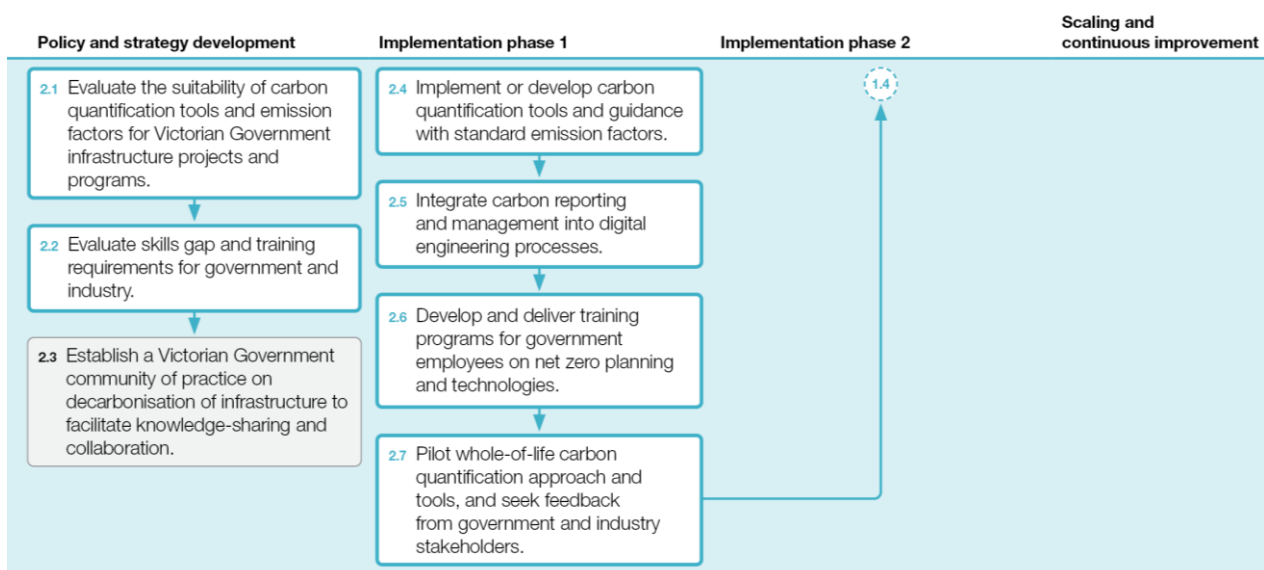 Policy and strategy development
Implementation phase 1
Implementation phase 2
Scaling and
continuous improvement
2.1 Evaluate the suitability of carbon
quantification tools and emission
factors for Victorian Government
infrastructure projects and
programs.
2.2 Evaluate skills gap and training
requirements for government and
industry.
2.3 Establish a Victorian Government
community of practice on
decarbonisation of infrastructure to
facilitate knowledge-sharing and
collaboration.
2.4 Implement or develop carbon
quantification tools and guidance
with standard emission factors.
2.5 Integrate carbon reporting
and management into digital
engineering processes.
2.6 Develop and deliver training
programs for government
employees on net zero planning
and technologies.
2.7 Pilot whole-of-life carbon
quantification approach and
tools, and seek feedback
from government and industry
stakeholders.
1.4